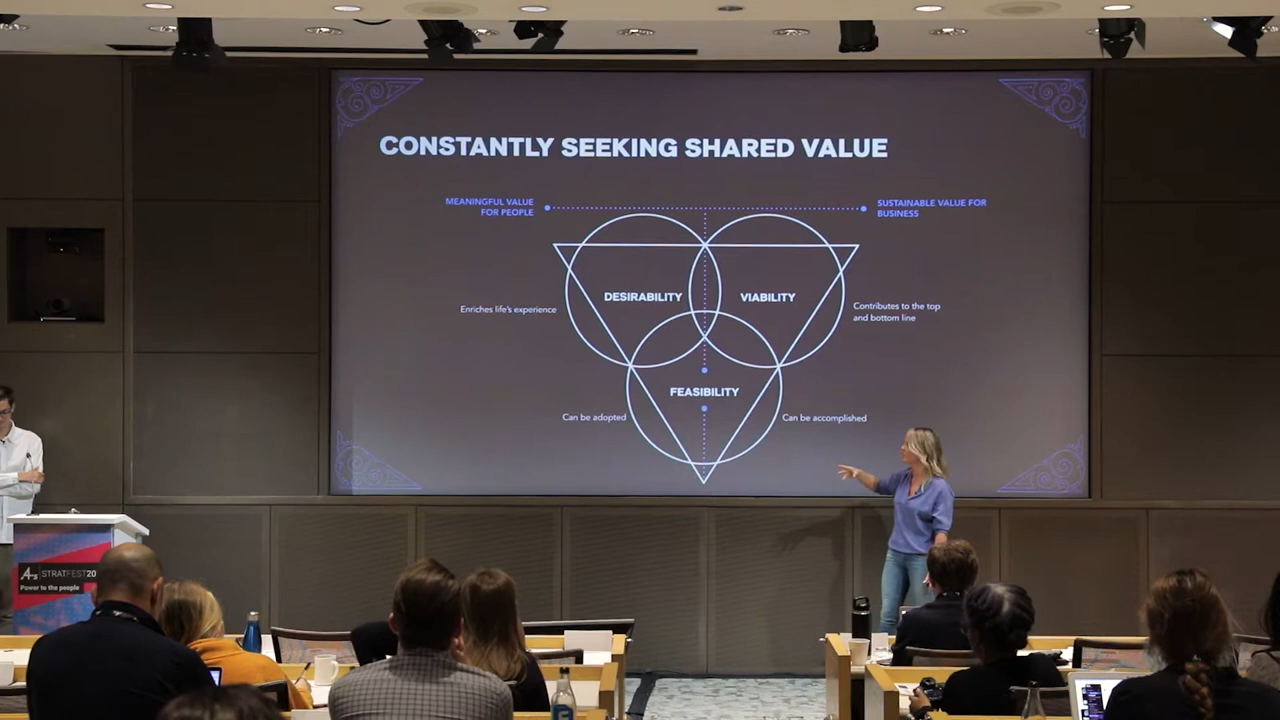 CONSTANTLY SEEKING SHARED VALUE
MEANINGFUL VALUE
FOR PEOPLE
SUSTAINABLE VALUE FOR
BUSINESS
DESIRABILITY
VIABILITY
Enriches life's experience
Contributes to the top
and bottom line
FEASIBILITY
Can be adopted
Can be accomplished
4As STRATFEST20
Power to the people